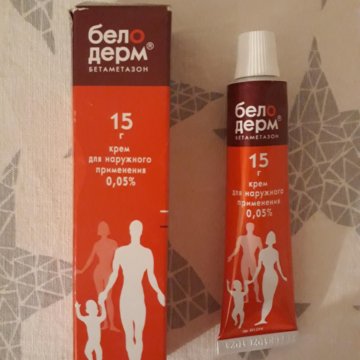 бело
дерм®
БЕТАМЕТАЗОН
15
г
крем
для наружного
применения
0,05%
бело
дерм®
БЕТАМЕТАЗОН
15
г
крем
для наружного
применения
0,05%